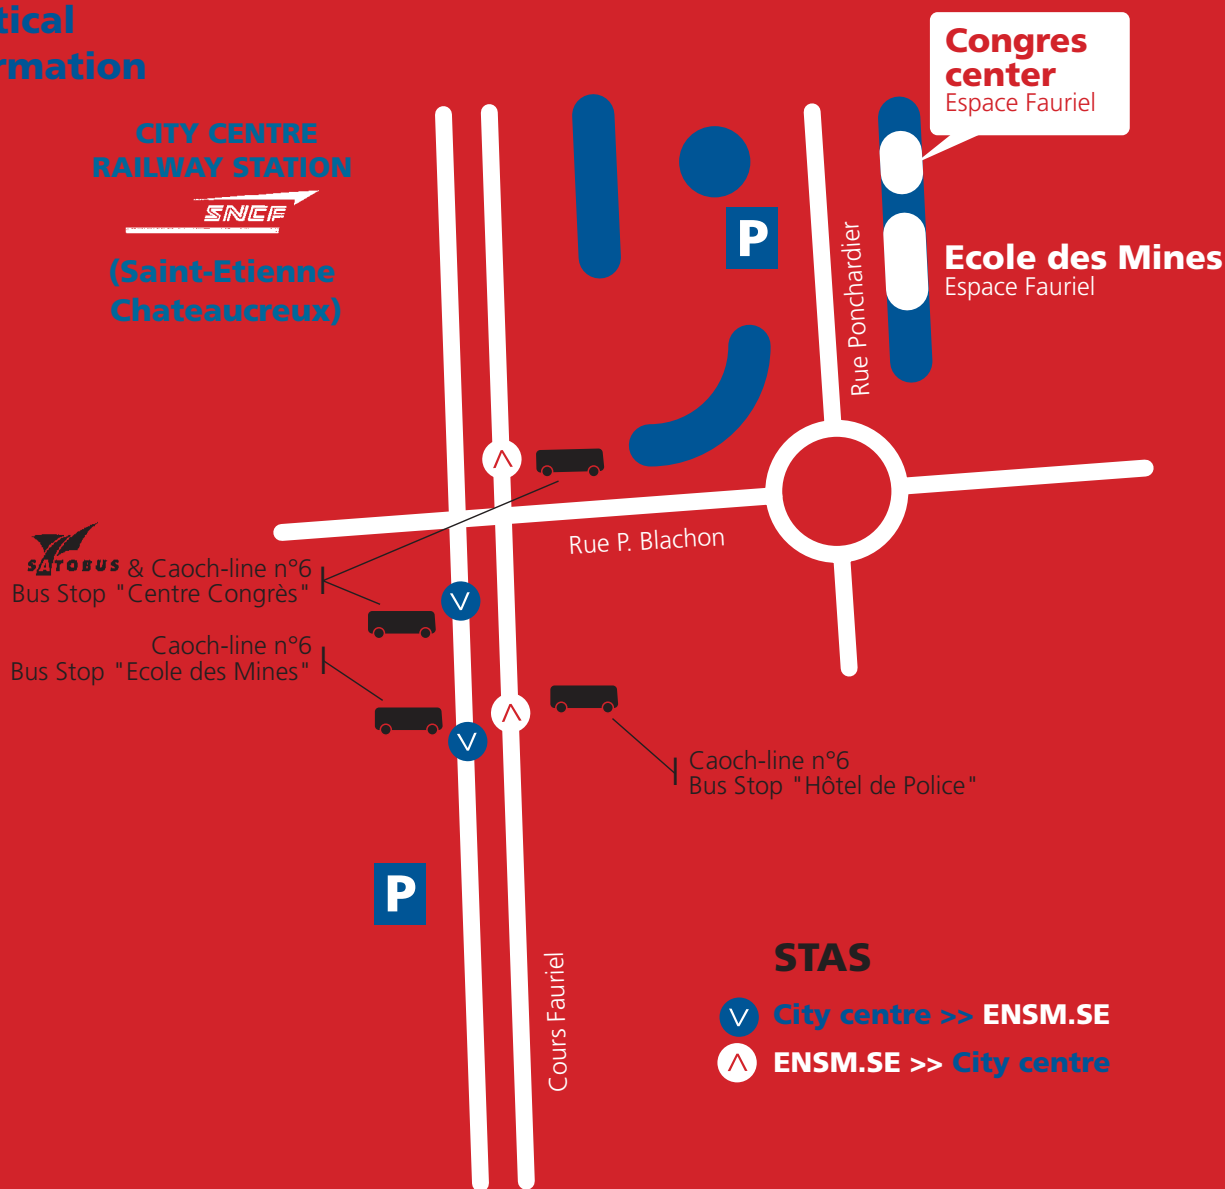 tical
rmation
CITY CENTRE
RAILWAY STATION
SNCF
(Saint-Etienne
Chateaucreux)
Congres
center
Espace Fauriel
P
Rue Ponchardier
Ecole des Mines
Espace Fauriel
Rue P. Blachon
SATOBUS & Caoch-line n°6
Bus Stop "Centre Congrès"
Caoch-line n°6
Bus Stop "Ecole des Mines"
Caoch-line n°6
Bus Stop "Hôtel de Police"
P
Cours Fauriel
STAS
City centre >> ENSM.SE
ENSM.SE >> City centre